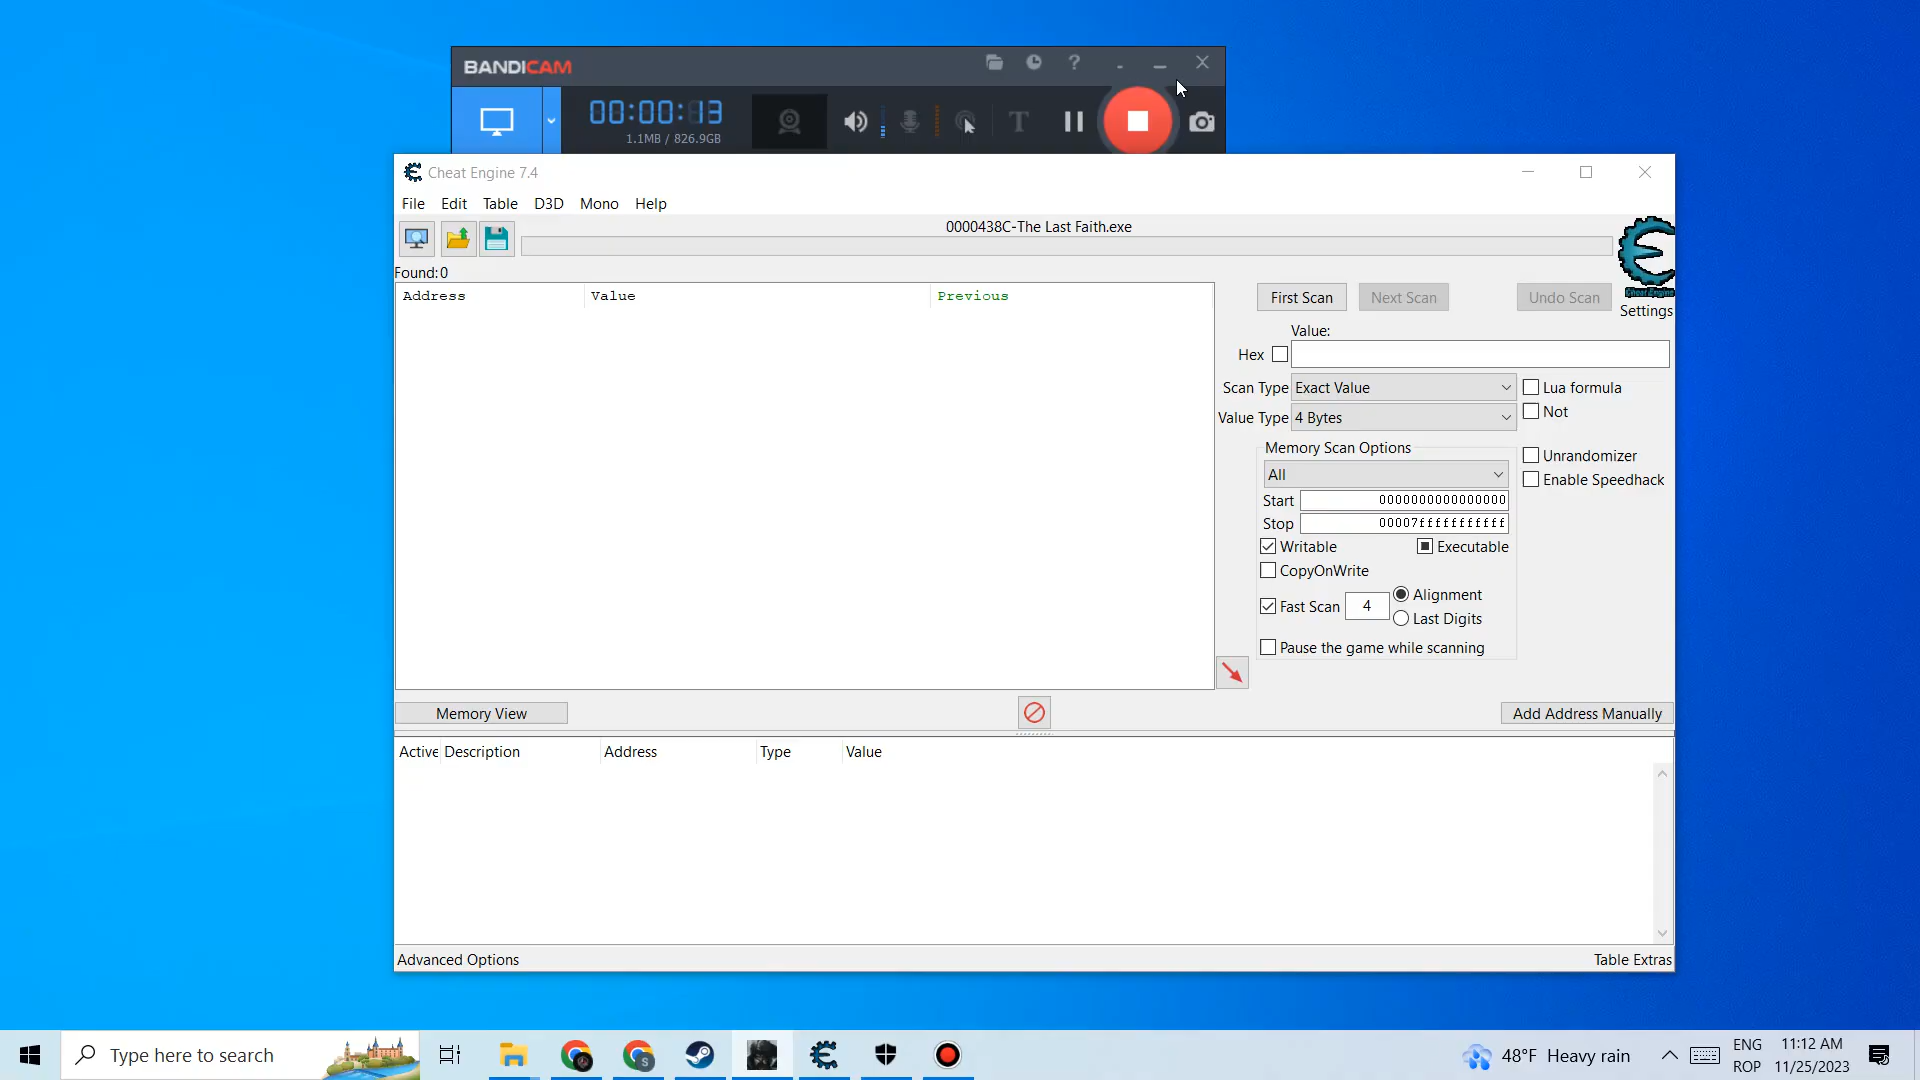 BANDICAM
?
00:00:13
1.1MB / 826.9GB
T
Cheat Engine 7.4
File Edit Table D3D Mono Help
0000438C-The Last Faith.exe
Found:0
Address Value Previous
First Scan Next Scan Undo Scan
Cheat Engine
Settings
Value:
Hex
Scan Type Exact Value Lua formula
Value Type 4 Bytes Not
Memory Scan Options
All
Unrandomizer
Enable Speedhack
Start 0000000000000000
Stop 00007fffffffffff
Writable Executable
CopyOnWrite
Fast Scan 4 Alignment
Last Digits
Pause the game while scanning
Memory View Add Address Manually
Active Description Address Type Value
Advanced Options Table Extras
Type here to search
S
48°F Heavy rain
ENG
ROP
11:12 AM
11/25/2023